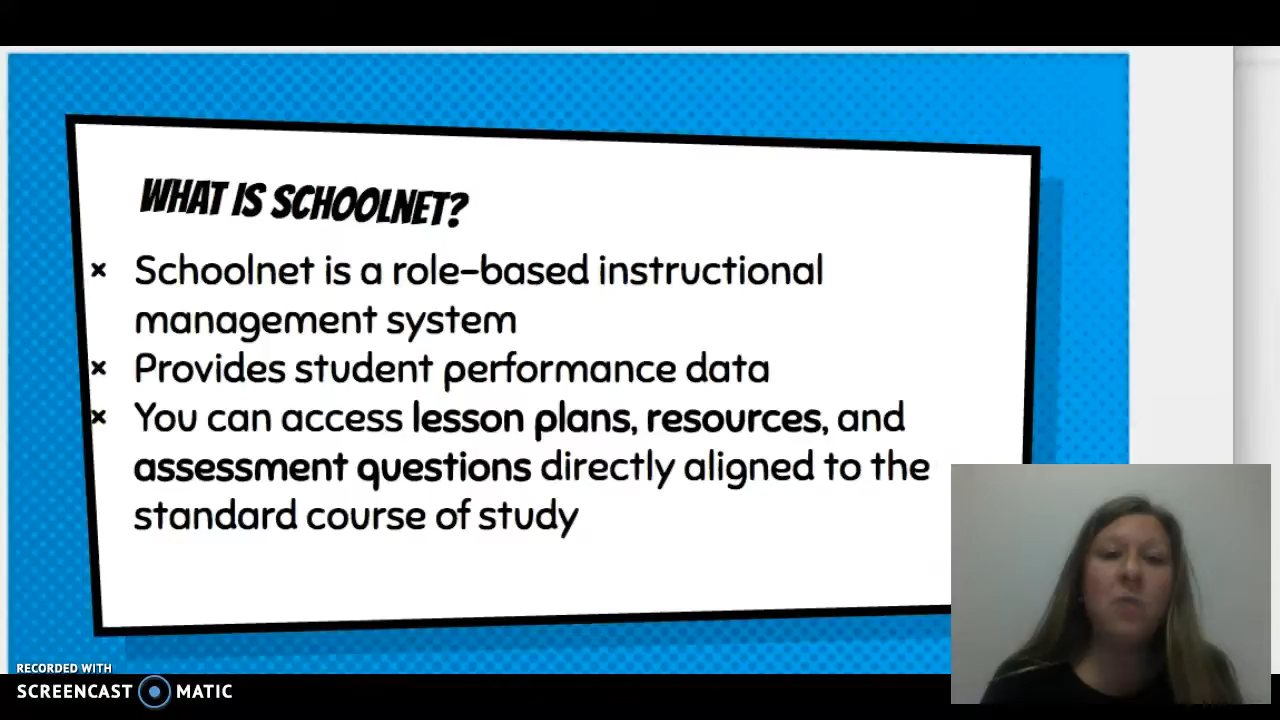 WHAT IS SCHOOLNET?
× Schoolnet is a role-based instructional
management system
× Provides student performance data
× You can access lesson plans, resources, and
assessment questions directly aligned to the
standard course of study
RECORDED WITH
SCREENCAST MATIC